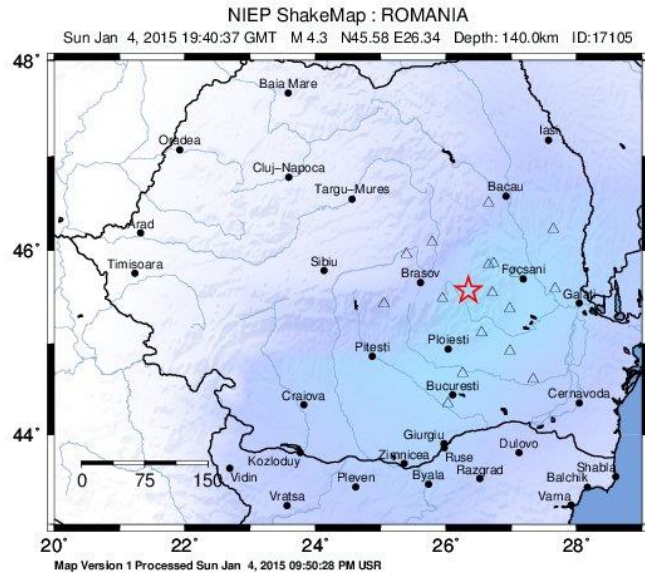 NIEP ShakeMap : ROMANIA
Sun Jan 4, 2015 19:40:37 GMT M 4.3 N45.58 E26.34 Depth: 140.0km ID:17105
48°
Baia Mare
Iasi
Oradea
Cluj-Napoca
Targu-Mures
Bacau
46°
Arad
Timisoara
Sibiu
Brasov
Focsani
Galati
Ploiesti
Pitesti
Bucuresti
Craiova
Cernavoda
44°
Giurgiu
Zimnicea
Kozloduy
Ruse
Dulovo
0 75 150
Vidin
Pleven
Byala
Razgrad
Shabla
Balchik
Vratsa
Varna
20° 22° 24° 26° 28°
Map Version 1 Processed Sun Jan 4, 2015 09:50:28 PM USR